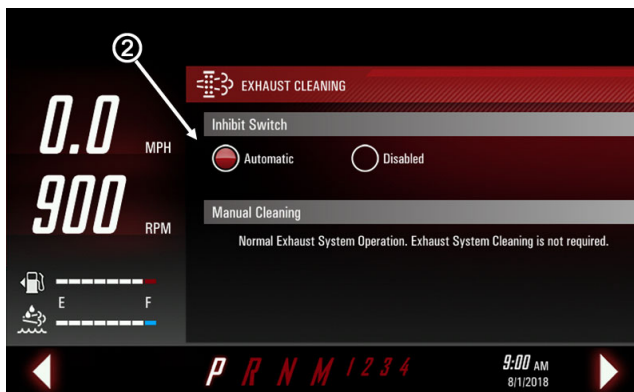 2
EXHAUST CLEANING
Inhibit Switch
Automatic Disabled
0.0 MPH
900 RPM
Manual Cleaning
Normal Exhaust System Operation. Exhaust System Cleaning is not required.
E F
P R N M 1 2 3 4
9:00 AM
8/1/2018